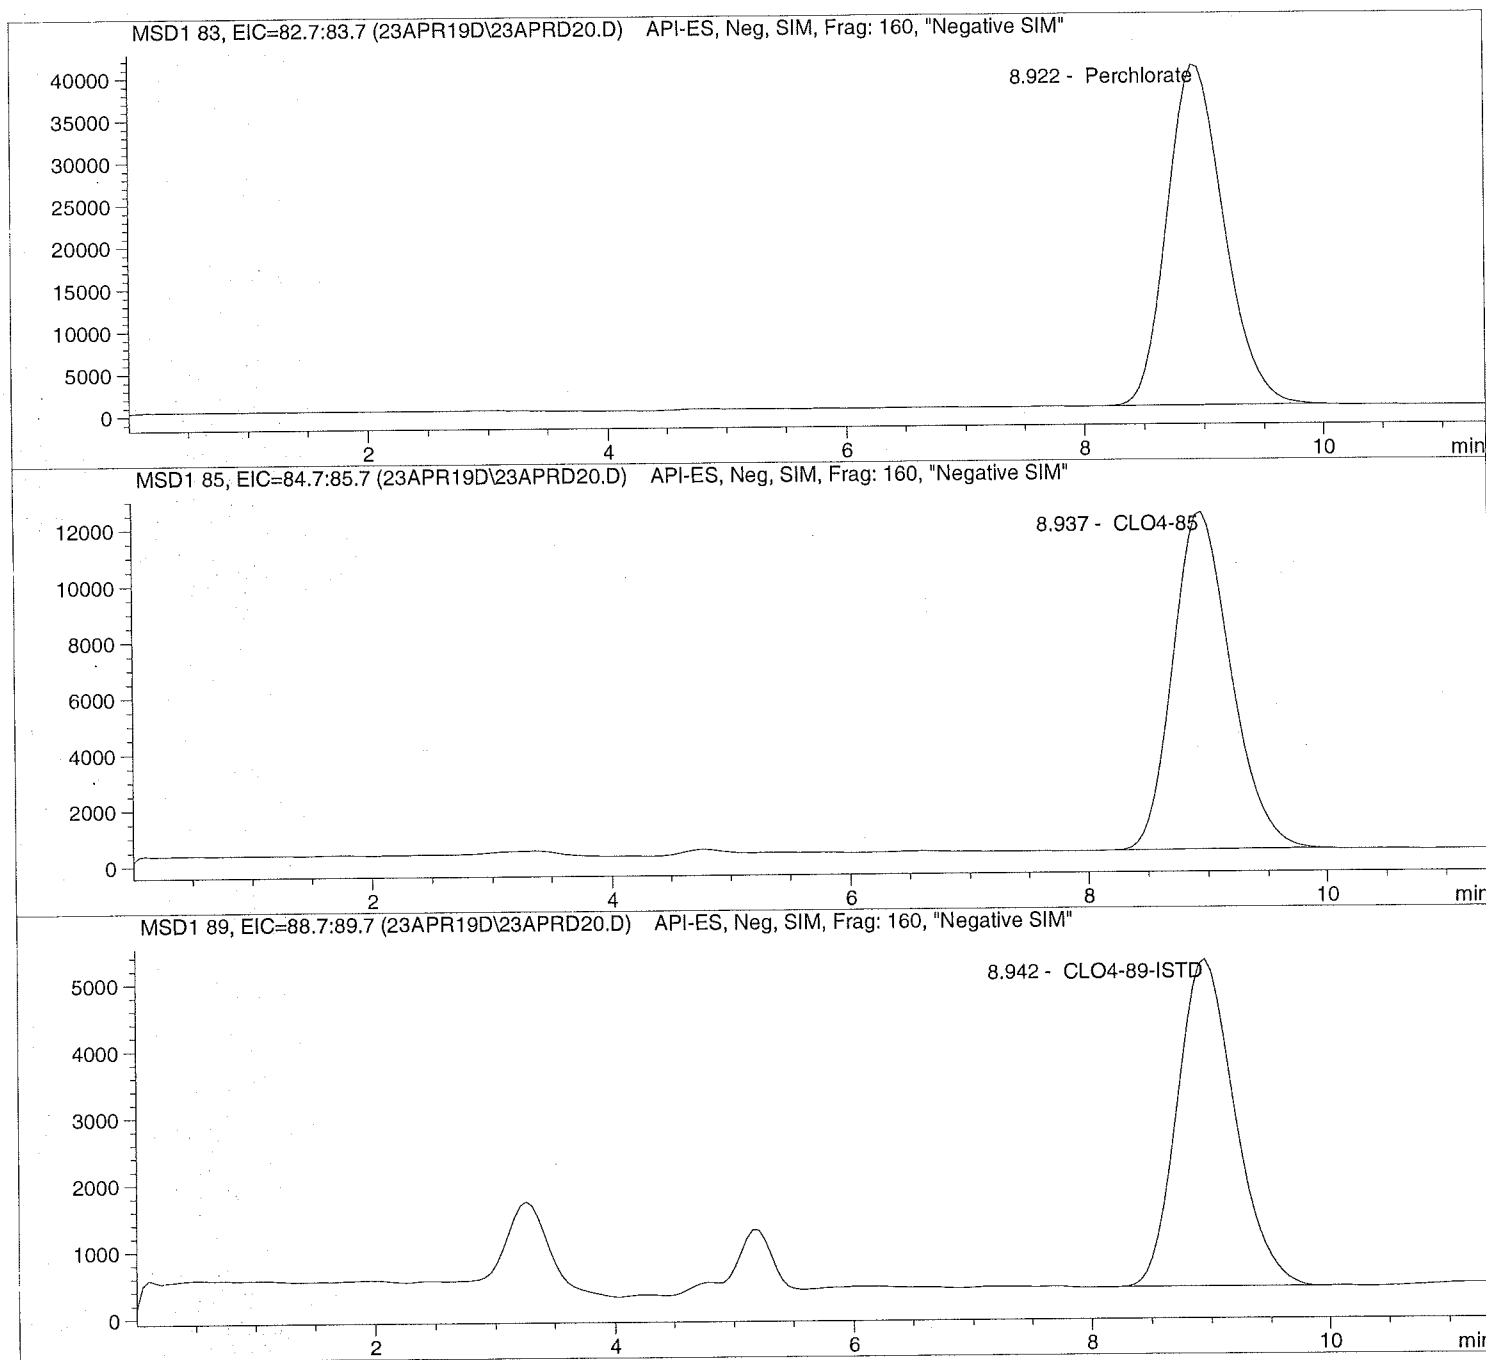 MSD1 83, EIC=82.7:83.7 (23APR19D\23APRD20.D) API-ES, Neg, SIM, Frag: 160, "Negative SIM"
40000
8.922 - Perchlorate
35000
30000
25000
20000
15000
10000
5000
0
2 4 6 8 10 min
MSD1 85, EIC=84.7:85.7 (23APR19D\23APRD20.D) API-ES, Neg, SIM, Frag: 160, "Negative SIM"
12000
8.937 - CLO4-85
10000
8000
6000
4000
2000
0
2 4 6 8 10 min
MSD1 89, EIC=88.7:89.7 (23APR19D\23APRD20.D) API-ES, Neg, SIM, Frag: 160, "Negative SIM"
8.942 - CLO4-89-ISTD
5000
4000
3000
2000
1000
0
2 4 6 8 10 min